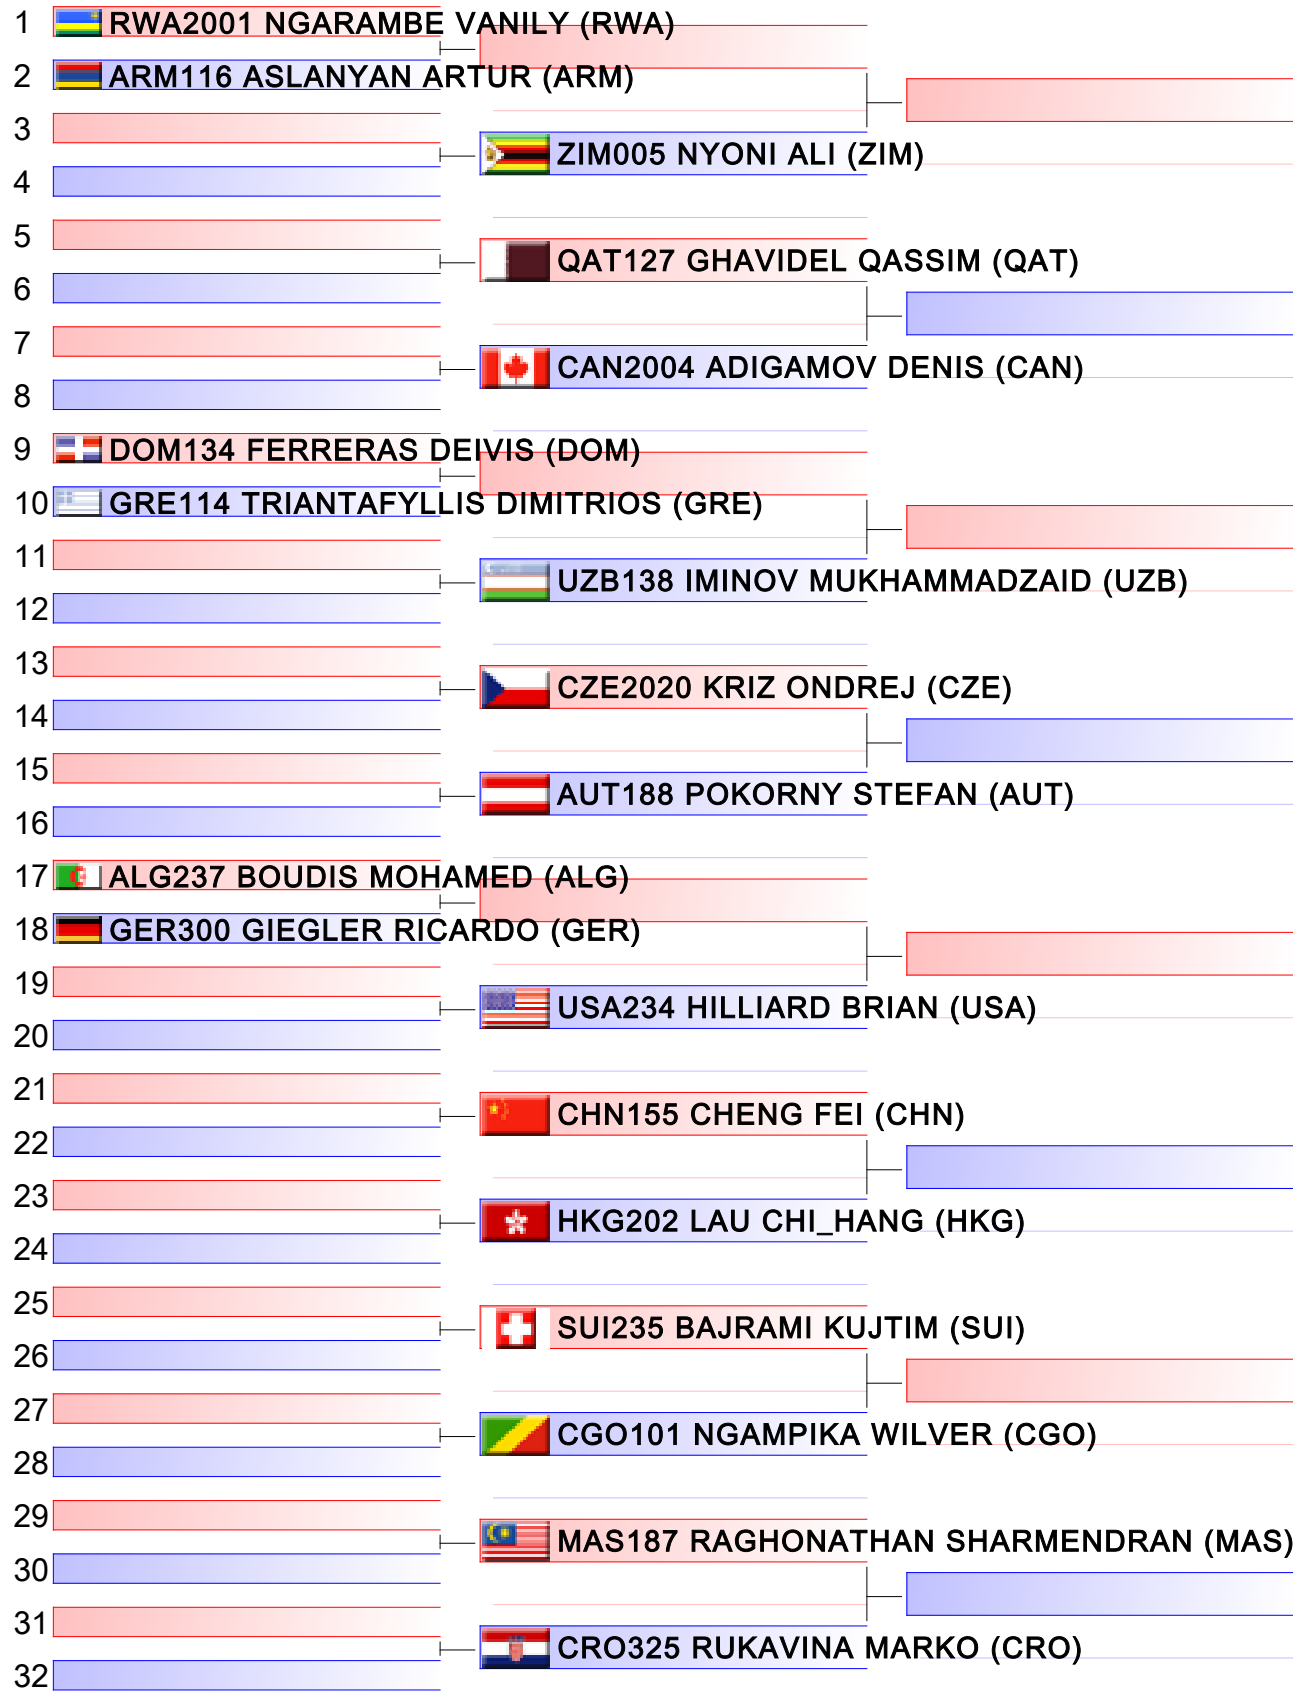 1 RWA2001 NGARAMBE VANILY (RWA)
2 ARM116 ASLANYAN ARTUR (ARM)
3
ZIM005 NYONI ALI (ZIM)
4
5
QAT127 GHAVIDEL QASSIM (QAT)
6
7
CAN2004 ADIGAMOV DENIS (CAN)
8
9 DOM134 FERRERAS DEIVIS (DOM)
10 GRE114 TRIANTAFYLLIS DIMITRIOS (GRE)
11
UZB138 IMINOV MUKHAMMADZAID (UZB)
12
13
CZE2020 KRIZ ONDREJ (CZE)
14
15
AUT188 POKORNY STEFAN (AUT)
16
17 ALG237 BOUDIS MOHAMED (ALG)
18 GER300 GIEGLER RICARDO (GER)
19
USA234 HILLIARD BRIAN (USA)
20
21
CHN155 CHENG FEI (CHN)
22
23
HKG202 LAU CHI_HANG (HKG)
24
25
SUI235 BAJRAMI KUJTIM (SUI)
26
27
CGO101 NGAMPIKA WILVER (CGO)
28
29
MAS187 RAGHONATHAN SHARMENDRAN (MAS)
30
31
CRO325 RUKAVINA MARKO (CRO)
32